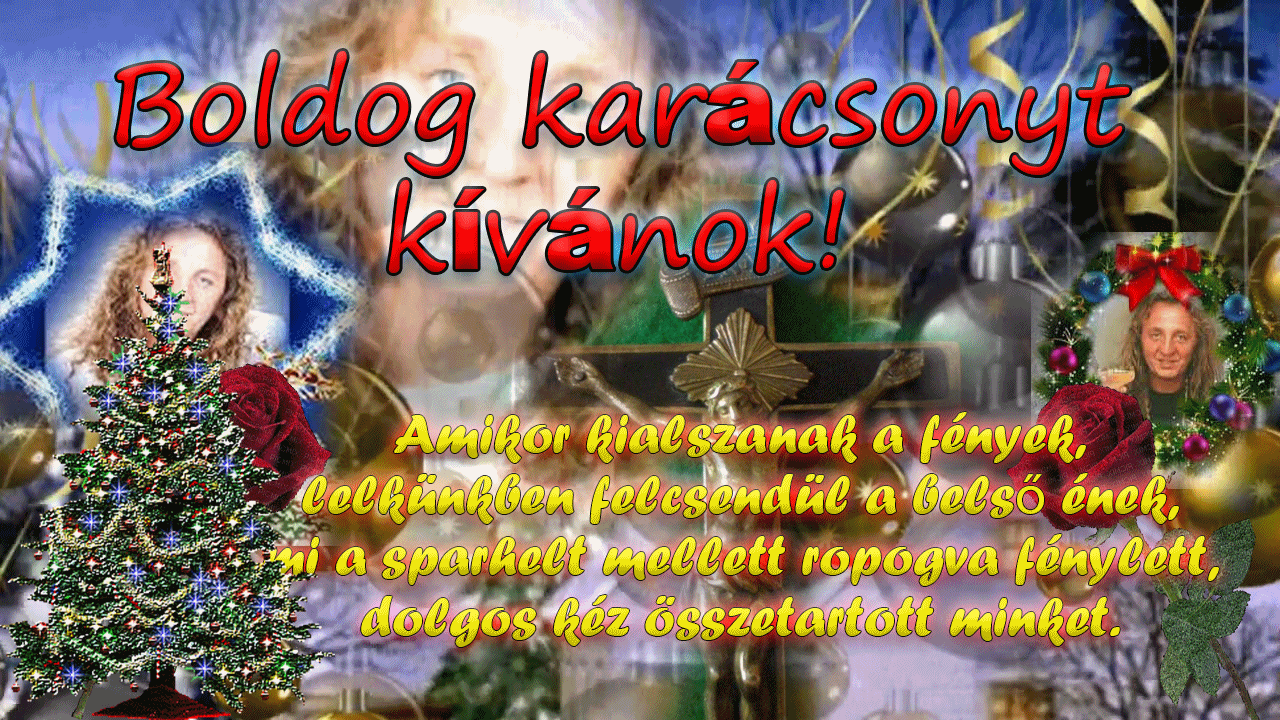 Boldog karácsonyt
kívánok!
Amikor kialszanak a fények,
lelkünkben felcsendül a belső ének,
mi a sparhelt mellett ropogva fénylett,
dolgos kéz összetartott minket.